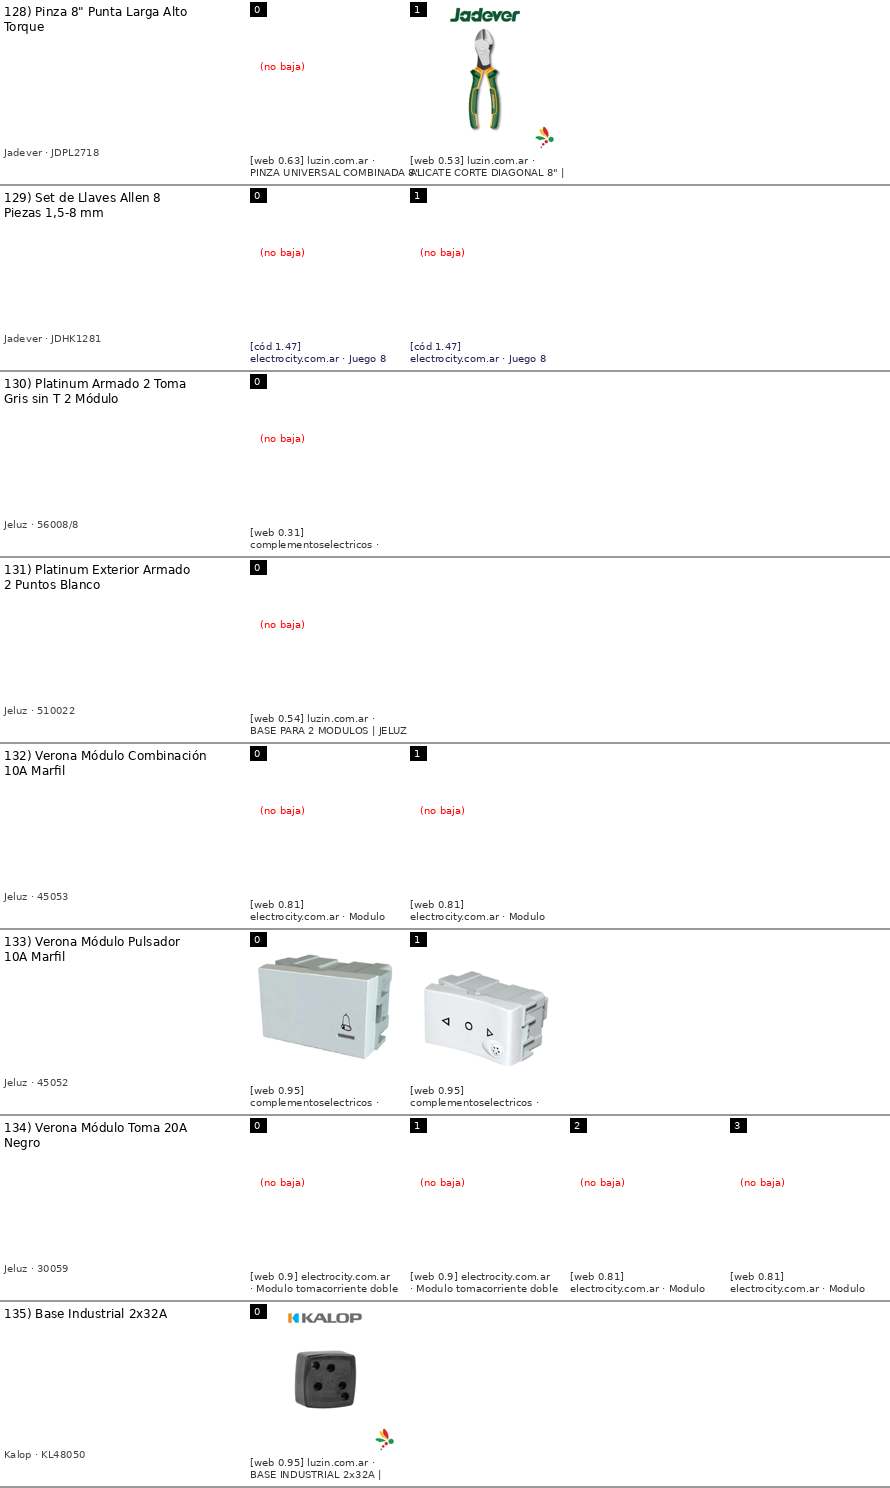 128) Pinza 8" Punta Larga Alto
Torque
0
1
Jadever
(no baja)
Jadever · JDPL2718
[web 0.63] luzin.com.ar ·
PINZA UNIVERSAL COMBINADA 8"
[web 0.53] luzin.com.ar ·
ALICATE CORTE DIAGONAL 8" |
129) Set de Llaves Allen 8
Piezas 1,5-8 mm
0
1
(no baja)
(no baja)
Jadever · JDHK1281
[cód 1.47]
electrocity.com.ar · Juego 8
[cód 1.47]
electrocity.com.ar · Juego 8
130) Platinum Armado 2 Toma
Gris sin T 2 Módulo
0
(no baja)
Jeluz · 56008/8
[web 0.31]
complementoselectricos ·
131) Platinum Exterior Armado
2 Puntos Blanco
0
(no baja)
Jeluz · 510022
[web 0.54] luzin.com.ar ·
BASE PARA 2 MODULOS | JELUZ
132) Verona Módulo Combinación
10A Marfil
0
1
(no baja)
(no baja)
Jeluz · 45053
[web 0.81]
electrocity.com.ar · Modulo
[web 0.81]
electrocity.com.ar · Modulo
133) Verona Módulo Pulsador
10A Marfil
0
1
Jeluz · 45052
[web 0.95]
complementoselectricos ·
[web 0.95]
complementoselectricos ·
134) Verona Módulo Toma 20A
Negro
0
1
2
3
(no baja)
(no baja)
(no baja)
(no baja)
Jeluz · 30059
[web 0.9] electrocity.com.ar
· Modulo tomacorriente doble
[web 0.9] electrocity.com.ar
· Modulo tomacorriente doble
[web 0.81]
electrocity.com.ar · Modulo
[web 0.81]
electrocity.com.ar · Modulo
135) Base Industrial 2x32A
0
KALOP
Kalop · KL48050
[web 0.95] luzin.com.ar ·
BASE INDUSTRIAL 2x32A |